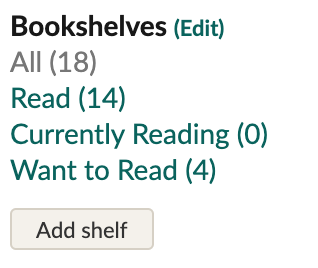 Bookshelves (Edit)
All (18)
Read (14)
Currently Reading (0)
Want to Read (4)
Add shelf